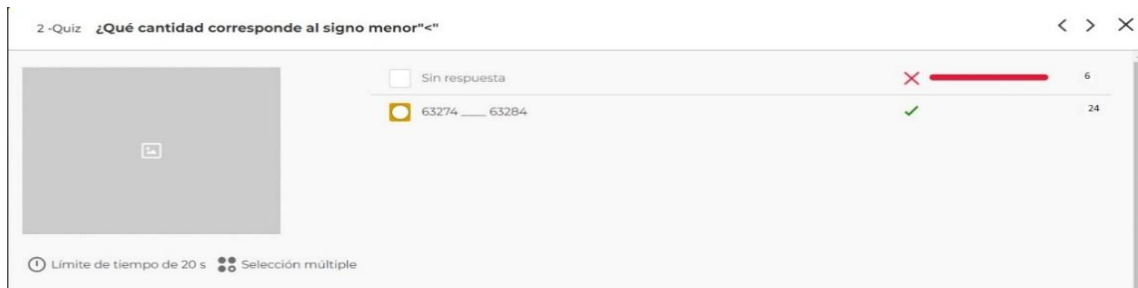 2 -Quiz ¿Qué cantidad corresponde al signo menor"<"
Sin respuesta 6
63274 ___ 63284 24
Límite de tiempo de 20 s Selección múltiple